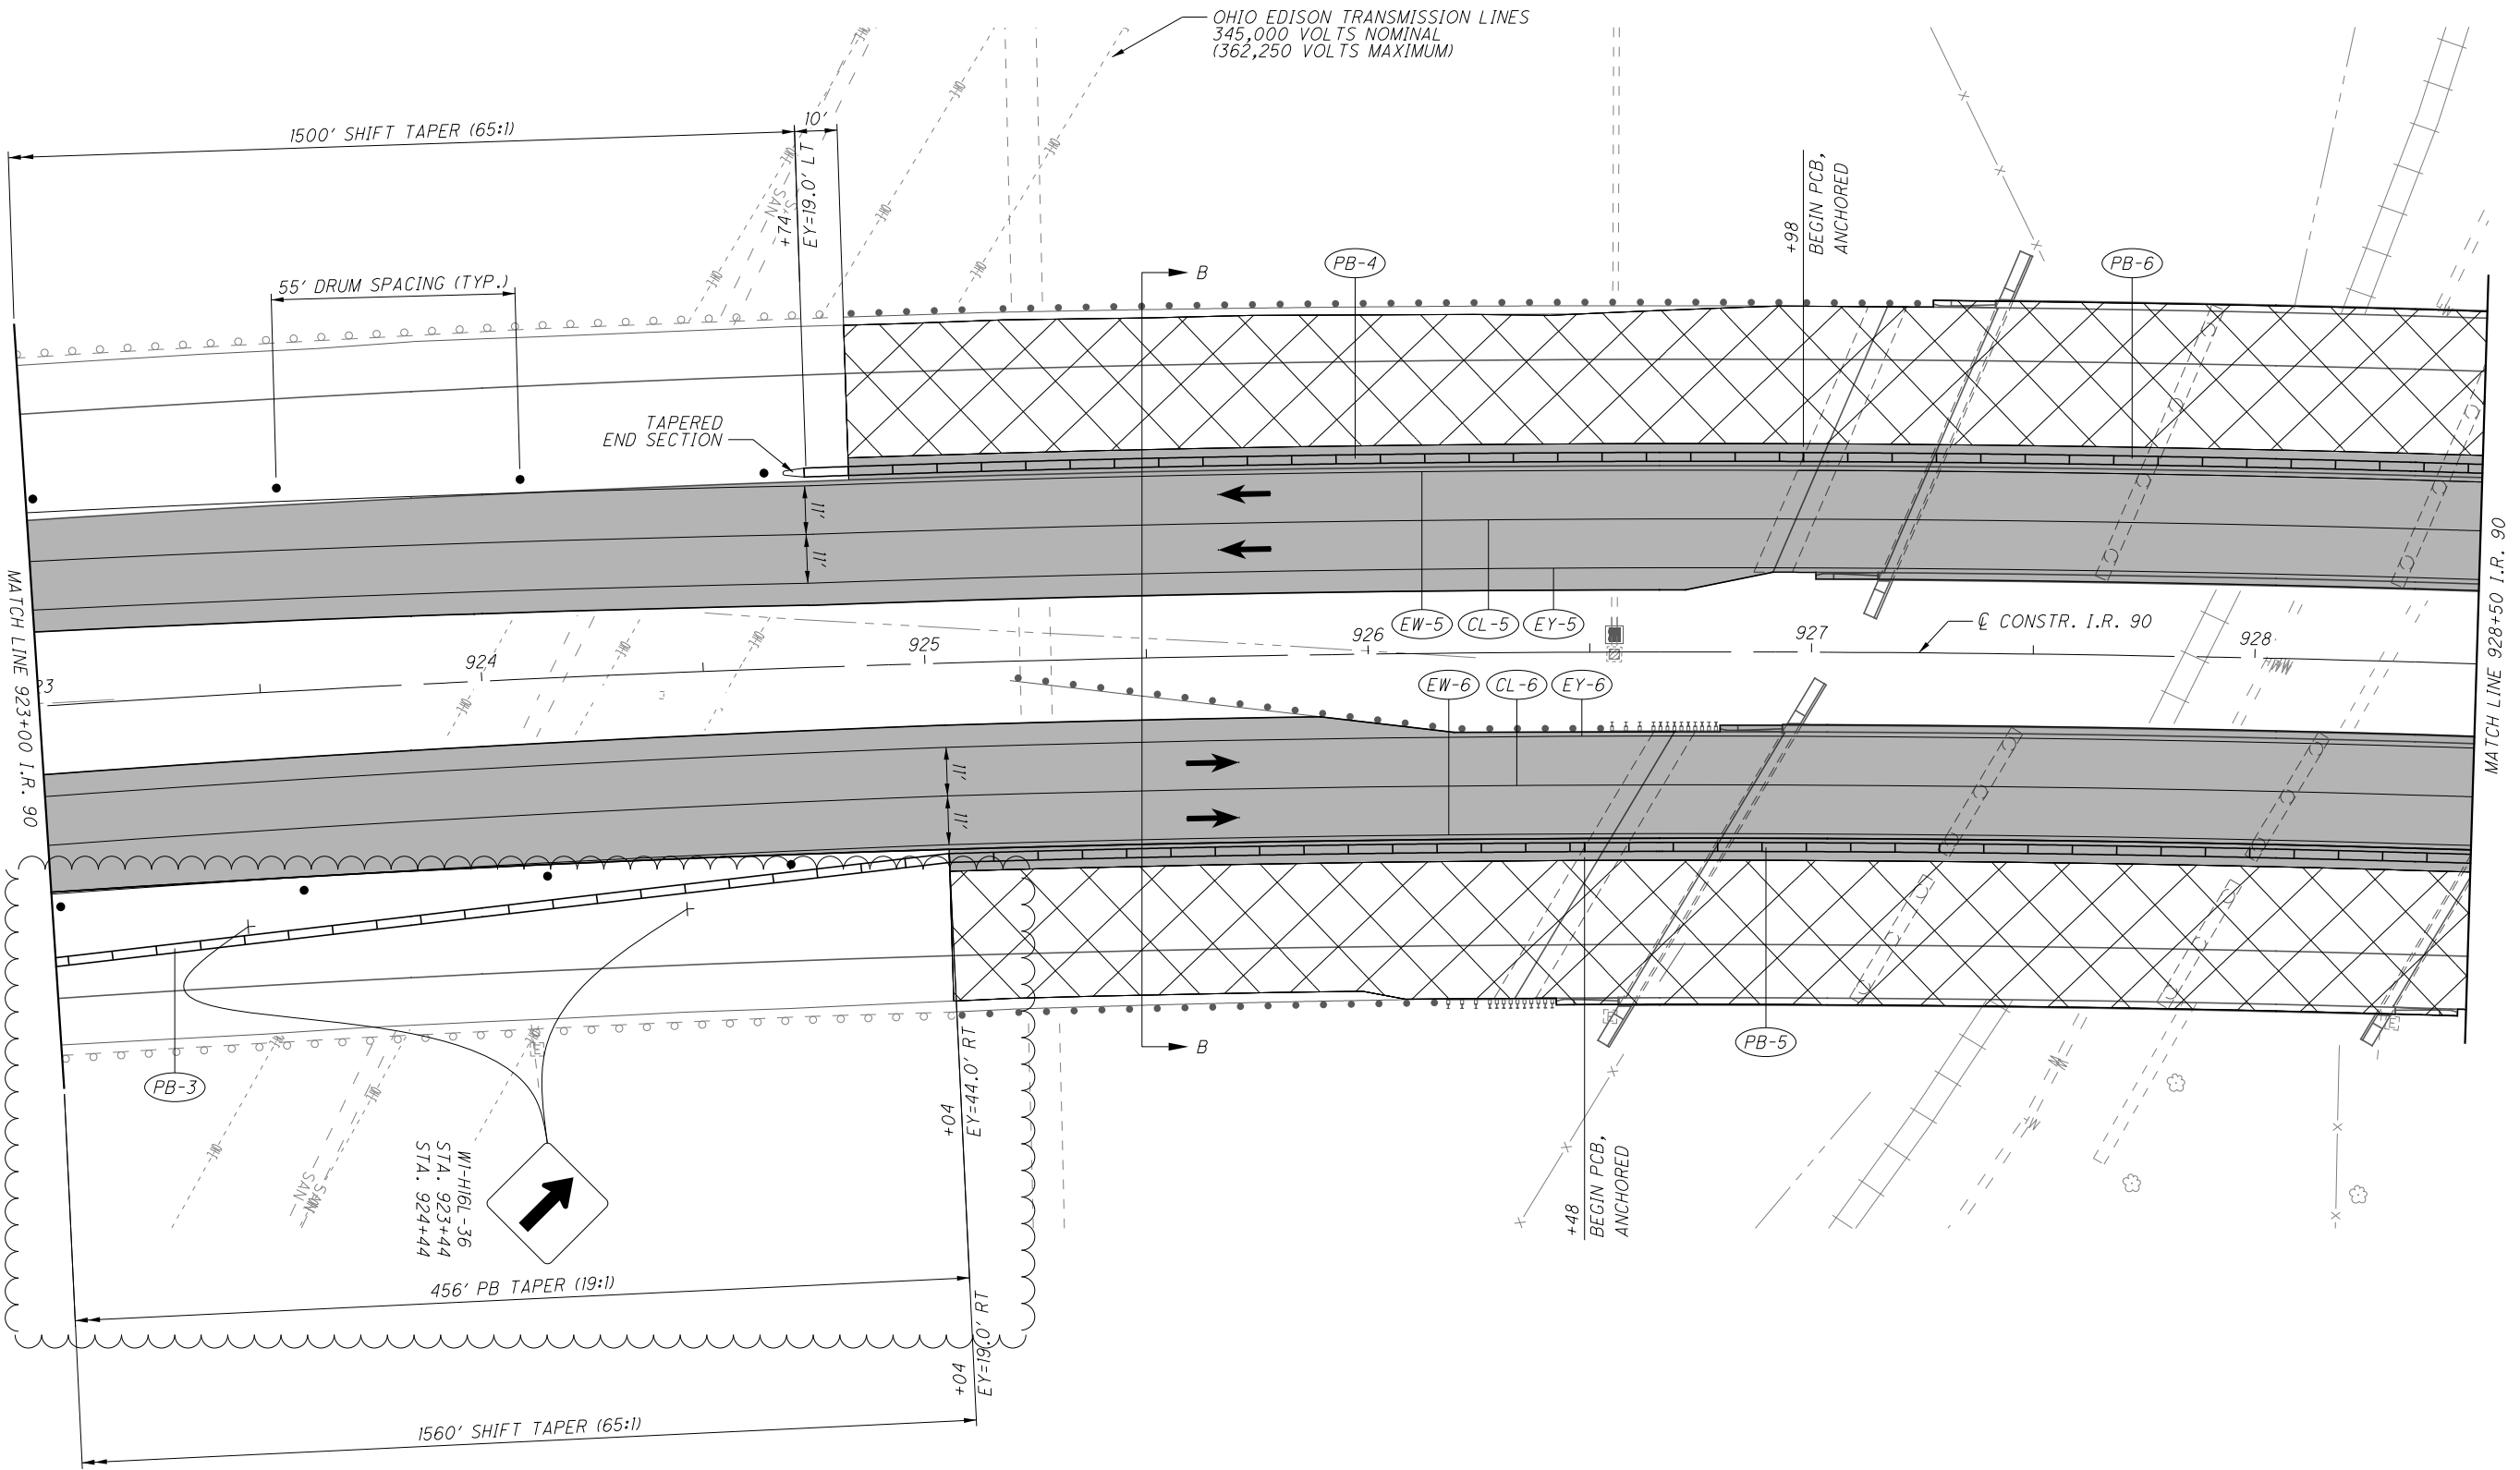 OHIO EDISON TRANSMISSION LINES
345,000 VOLTS NOMINAL
(362,250 VOLTS MAXIMUM)
1500' SHIFT TAPER (65:1)
10'
+74
EY=19.0' LT
55' DRUM SPACING (TYP.)
TAPERED
END SECTION
B
PB-4
+98
BEGIN PCB,
ANCHORED
PB-6
11'
11'
EW-5
CL-5
EY-5
℄ CONSTR. I.R. 90
924
925
926
927
928
MATCH LINE 923+00 I.R. 90
MATCH LINE 928+50 I.R. 90
EW-6
CL-6
EY-6
11'
11'
B
PB-3
PB-5
+04
EY=44.0' RT
+48
BEGIN PCB,
ANCHORED
W1-H16L-36
STA. 923+44
STA. 924+44
456' PB TAPER (19:1)
+04
EY=19.0' RT
1560' SHIFT TAPER (65:1)
SAN
SAN